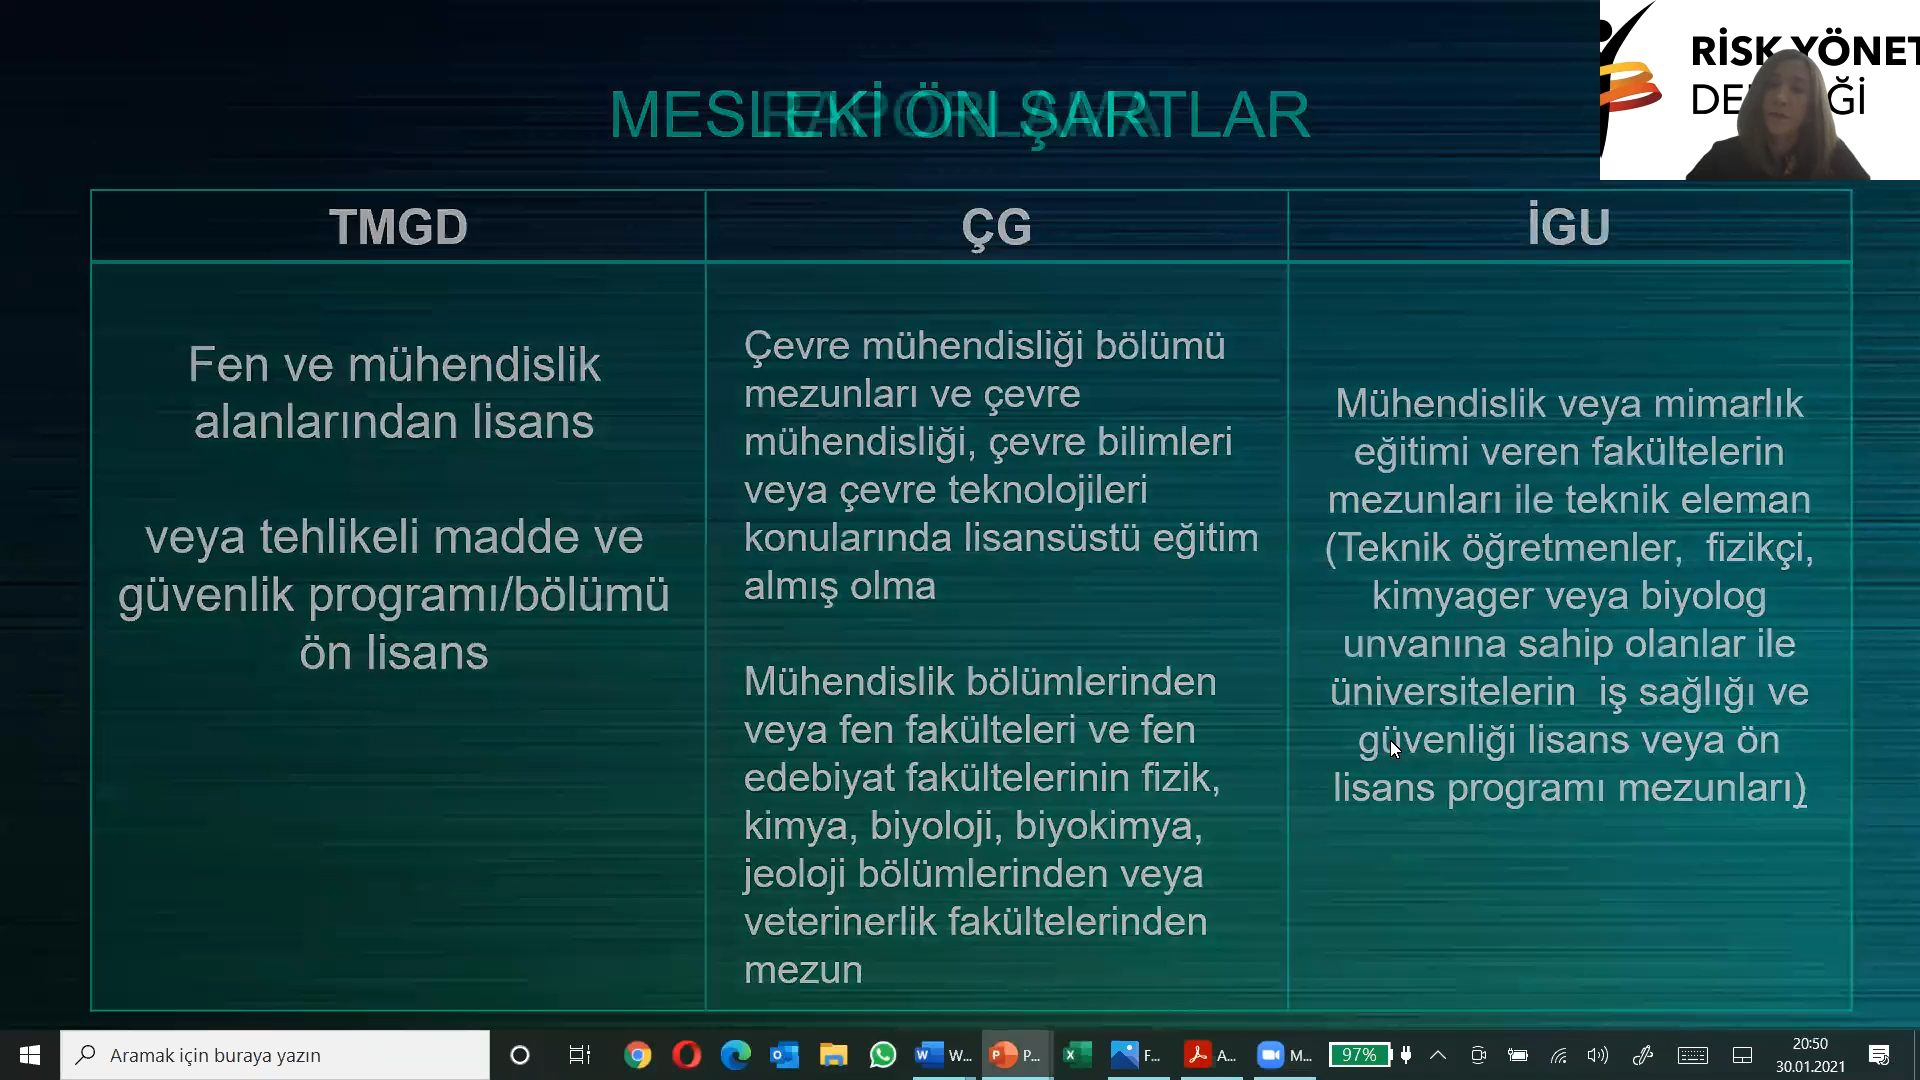 RİSK YÖNET
MESLEKİ ÖN ŞARTLAR
TMGD
ÇG
İGU
Fen ve mühendislik
alanlarından lisans
veya tehlikeli madde ve
güvenlik programı/bölümü
ön lisans
Çevre mühendisliği bölümü
mezunları ve çevre
mühendisliği, çevre bilimleri
veya çevre teknolojileri
konularında lisansüstü eğitim
almış olma
Mühendislik bölümlerinden
veya fen fakülteleri ve fen
edebiyat fakültelerinin fizik,
kimya, biyoloji, biyokimya,
jeoloji bölümlerinden veya
veterinerlik fakültelerinden
mezun
Mühendislik veya mimarlık
eğitimi veren fakültelerin
mezunları ile teknik eleman
(Teknik öğretmenler,  fizikçi,
kimyager veya biyolog
unvanına sahip olanlar ile
üniversitelerin  iş sağlığı ve
güvenliği lisans veya ön
lisans programı mezunları)
Aramak için buraya yazın
W...
P...
F...
A...
M...
97%
20:50
30.01.2021